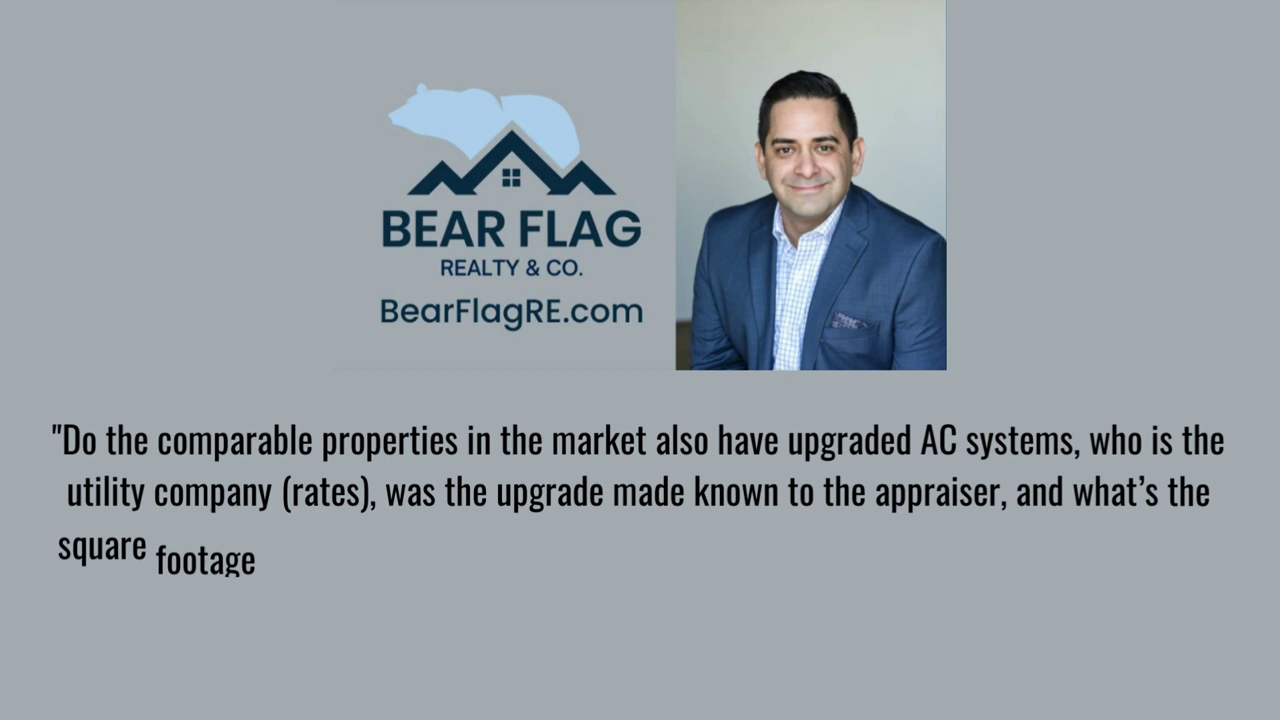 BEAR FLAG
REALTY & CO.
BearFlagRE.com
"Do the comparable properties in the market also have upgraded AC systems, who is the
utility company (rates), was the upgrade made known to the appraiser, and what’s the
square footage